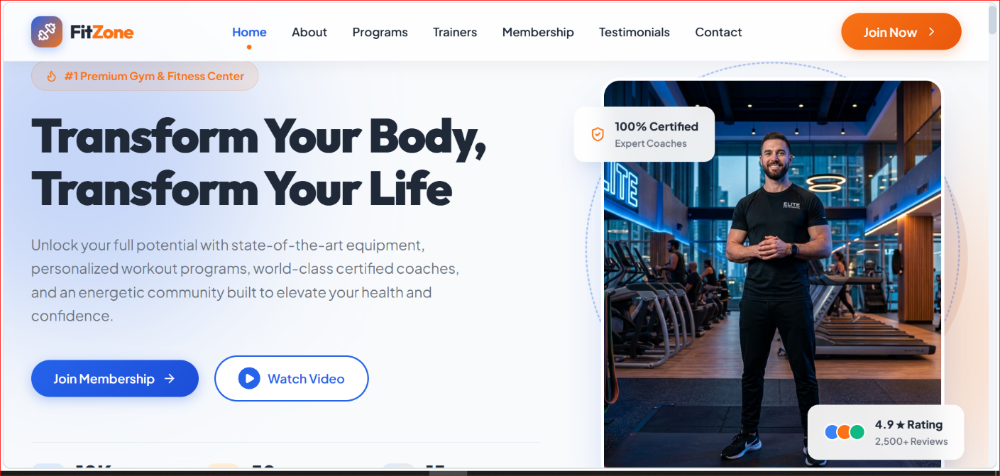 FitZone
Home
About
Programs
Trainers
Membership
Testimonials
Contact
Join Now
#1 Premium Gym & Fitness Center
Transform Your Body,
Transform Your Life
Unlock your full potential with state-of-the-art equipment,
personalized workout programs, world-class certified coaches,
and an energetic community built to elevate your health and
confidence.
Join Membership
Watch Video
100% Certified
Expert Coaches
ELITE
4.9 ★ Rating
2,500+ Reviews